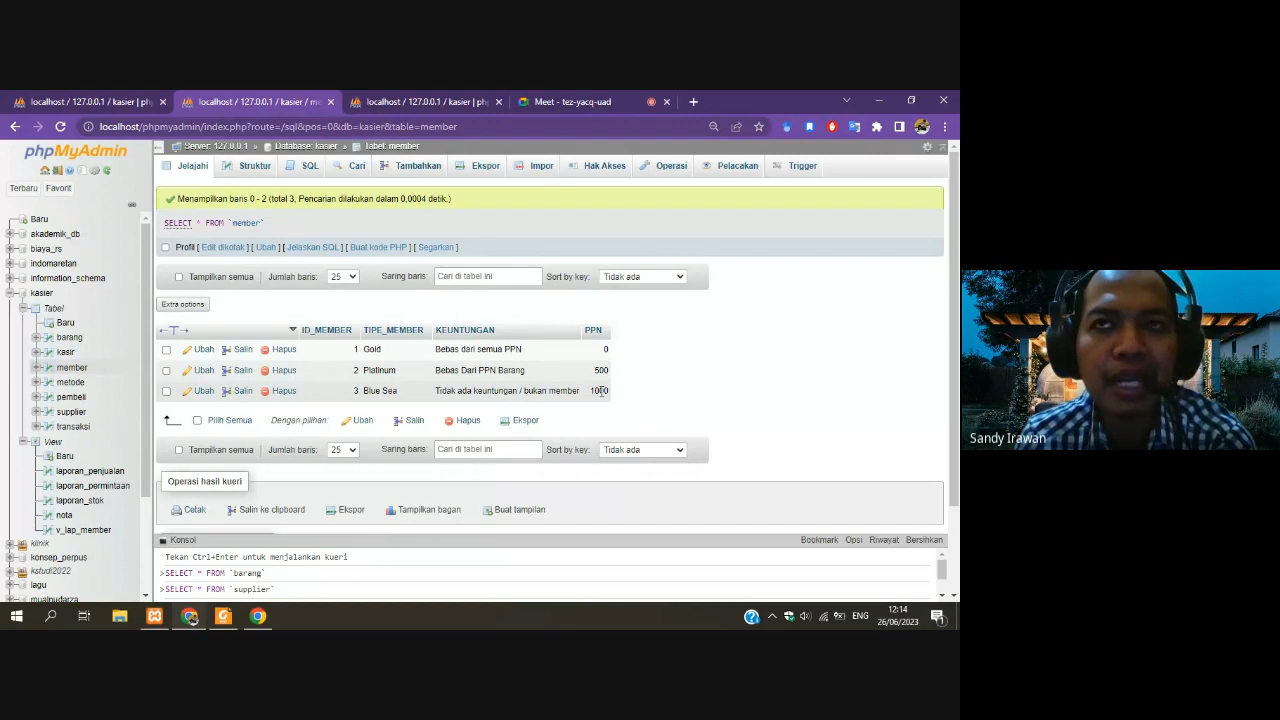 localhost / 127.0.0.1 / kasier | ph
localhost / 127.0.0.1 / kasier / me
localhost / 127.0.0.1 / kasier | ph
Meet - tez-yacq-uad
localhost/phpmyadmin/index.php?route=/sql&pos=0&db=kasier&table=member
phpMyAdmin
Terbaru Favorit
Baru
akademik_db
biaya_rs
indomaretan
information_schema
kasier
Tabel
Baru
barang
kasir
member
metode
pembeli
supplier
transaksi
View
Baru
laporan_penjualan
laporan_permintaan
laporan_stok
nota
v_lap_member
klinik
konsep_perpus
kstudi2022
lagu
Server: 127.0.0.1 » Database: kasier » Tabel: member
Jelajahi Struktur SQL Cari Tambahkan Ekspor Impor Hak Akses Operasi Pelacakan Trigger
Menampilkan baris 0 - 2 (total 3, Pencarian dilakukan dalam 0,0004 detik.)
SELECT * FROM `member`
Profil [ Edit dikotak ] [ Ubah ] [ Jelaskan SQL ] [ Buat kode PHP ] [ Segarkan ]
Tampilkan semua | Jumlah baris: 25 Saring baris: Cari di tabel ini Sort by key: Tidak ada
Extra options
ID_MEMBER TIPE_MEMBER KEUNTUNGAN PPN
Ubah Salin Hapus 1 Gold Bebas dari semua PPN 0
Ubah Salin Hapus 2 Platinum Bebas Dari PPN Barang 500
Ubah Salin Hapus 3 Blue Sea Tidak ada keuntungan / bukan member 1000
Pilih Semua Dengan pilihan: Ubah Salin Hapus Ekspor
Tampilkan semua | Jumlah baris: 25 Saring baris: Cari di tabel ini Sort by key: Tidak ada
Operasi hasil kueri
Cetak Salin ke clipboard Ekspor Tampilkan bagan Buat tampilan
Konsol Bookmark Opsi Riwayat Bersihkan
Tekan Ctrl+Enter untuk menjalankan kueri
>SELECT * FROM `barang`
>SELECT * FROM `supplier`
ENG
12:14
26/06/2023
1
Sandy Irawan